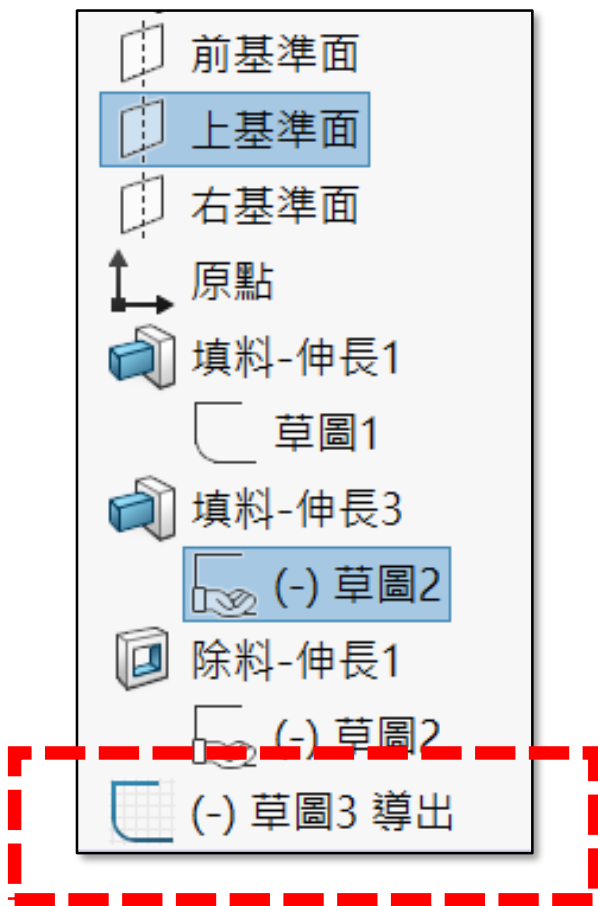 前基準面
上基準面
右基準面
原點
填料-伸長1
草圖1
填料-伸長3
(-) 草圖2
除料-伸長1
(-) 草圖2
(-) 草圖3 導出